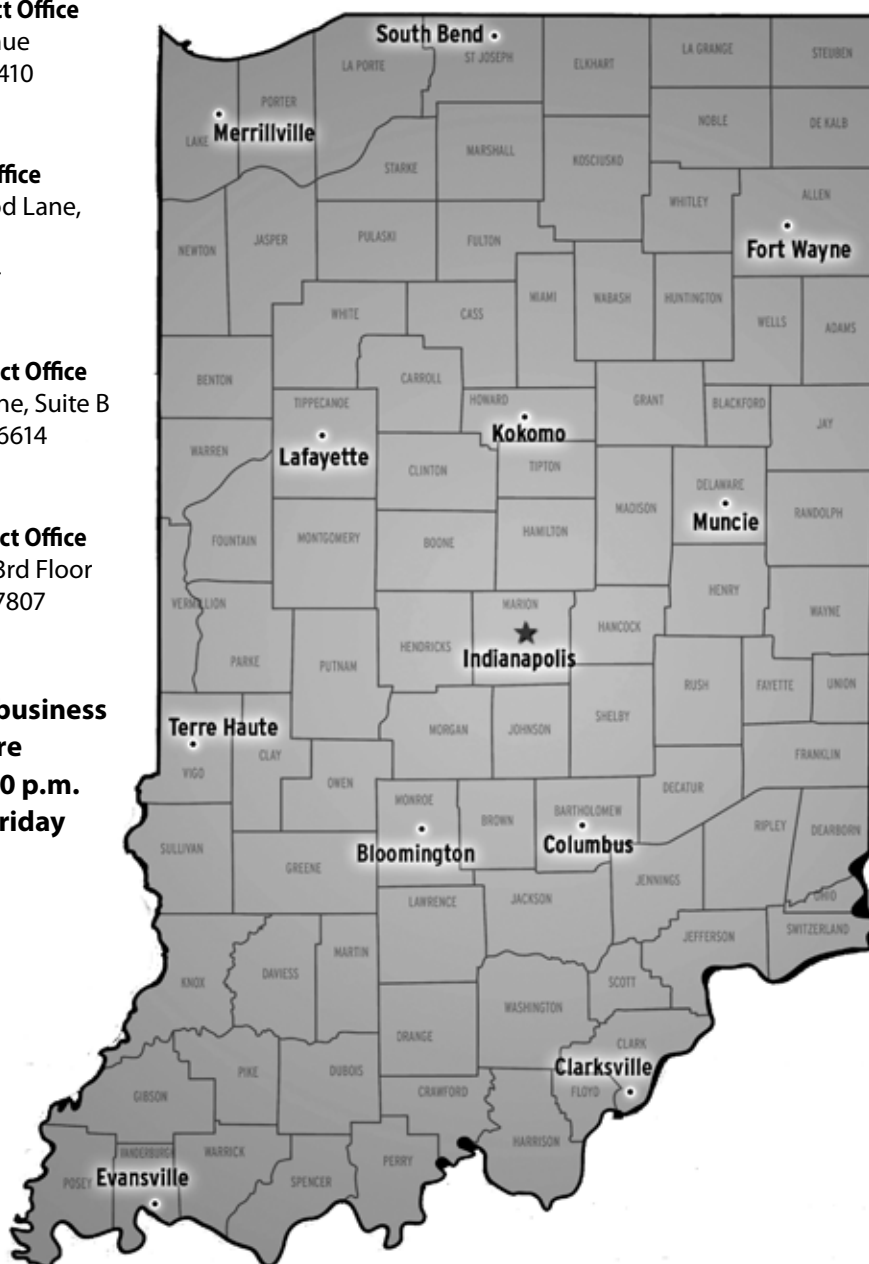 ct Office
nue
410
ffice
od Lane,
ct Office
ne, Suite B
6614
ct Office
3rd Floor
7807
business
re
0 p.m.
riday
South Bend
ST JOSEPH
LA PORTE
ELKHART
LA GRANGE
STEUBEN
PORTER
LAKE
Merrillville
NOBLE
DE KALB
STARKE
MARSHALL
KOSCIUSKO
WHITLEY
ALLEN
Fort Wayne
NEWTON
JASPER
PULASKI
FULTON
WHITE
CASS
MIAMI
WABASH
HUNTINGTON
WELLS
ADAMS
BENTON
TIPPECANOE
CARROLL
HOWARD
Kokomo
GRANT
BLACKFORD
JAY
WARREN
Lafayette
CLINTON
TIPTON
MADISON
DELAWARE
Muncie
RANDOLPH
FOUNTAIN
MONTGOMERY
BOONE
HAMILTON
VERMILLION
HENRY
WAYNE
PARKE
PUTNAM
HENDRICKS
MARION
Indianapolis
HANCOCK
RUSH
FAYETTE
UNION
Terre Haute
VIGO
CLAY
OWEN
MORGAN
JOHNSON
SHELBY
FRANKLIN
DECATUR
MONROE
Bloomington
BROWN
BARTHOLOMEW
Columbus
RIPLEY
DEARBORN
SULLIVAN
GREENE
LAWRENCE
JACKSON
JENNINGS
OHIO
JEFFERSON
SWITZERLAND
KNOX
DAVIESS
MARTIN
WASHINGTON
SCOTT
ORANGE
CLARK
Clarksville
FLOYD
GIBSON
PIKE
DUBOIS
CRAWFORD
HARRISON
POSEY
VANDERBURGH
Evansville
WARRICK
SPENCER
PERRY